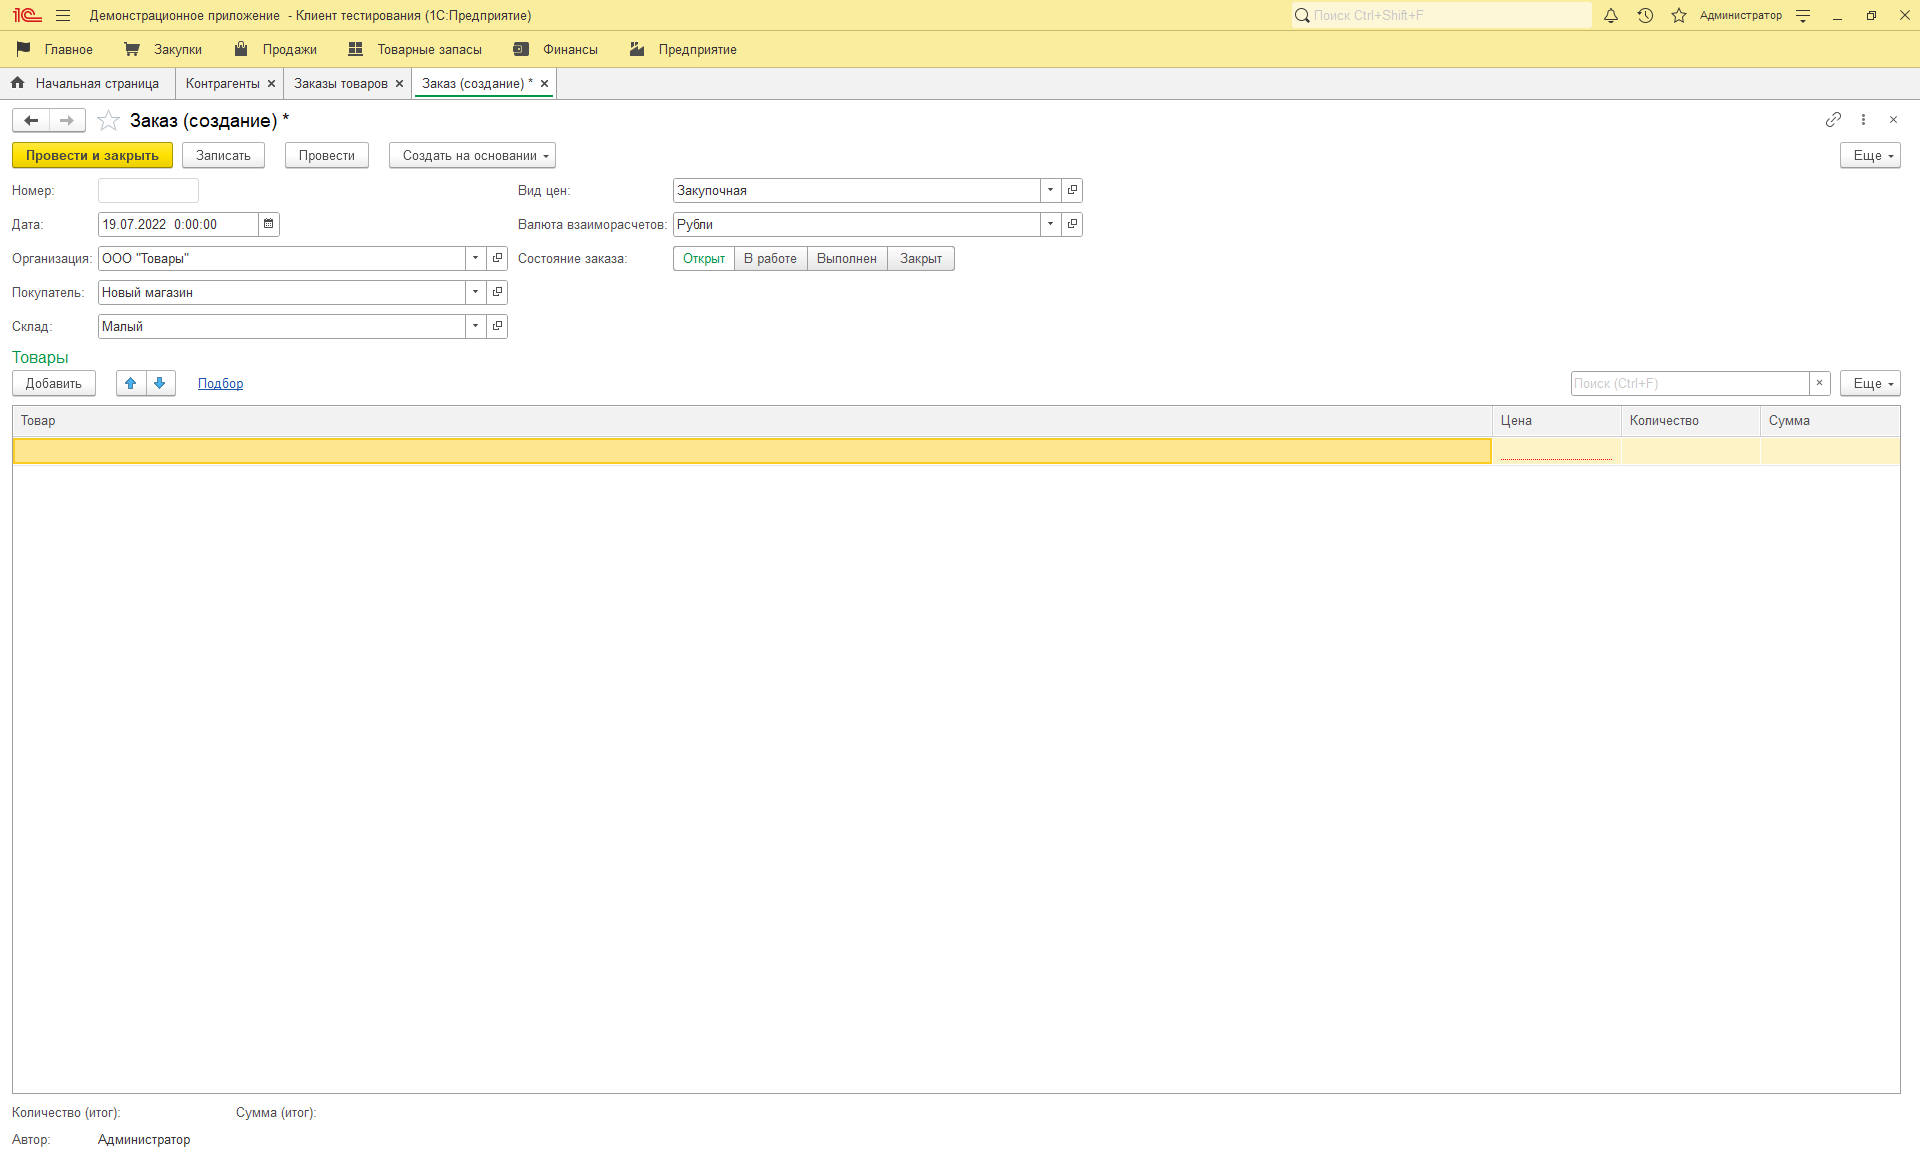 1С Демонстрационное приложение - Клиент тестирования (1С:Предприятие) Поиск Ctrl+Shift+F Администратор
Главное Закупки Продажи Товарные запасы Финансы Предприятие
Начальная страница Контрагенты × Заказы товаров × Заказ (создание) * ×
Заказ (создание) *
Провести и закрыть Записать Провести Создать на основании Еще
Номер: Вид цен: Закупочная
Дата: 19.07.2022 0:00:00 Валюта взаиморасчетов: Рубли
Организация: ООО "Товары" Состояние заказа: Открыт В работе Выполнен Закрыт
Покупатель: Новый магазин
Склад: Малый
Товары
Добавить Подбор Поиск (Ctrl+F) × Еще
Товар Цена Количество Сумма
Количество (итог): Сумма (итог):
Автор: Администратор